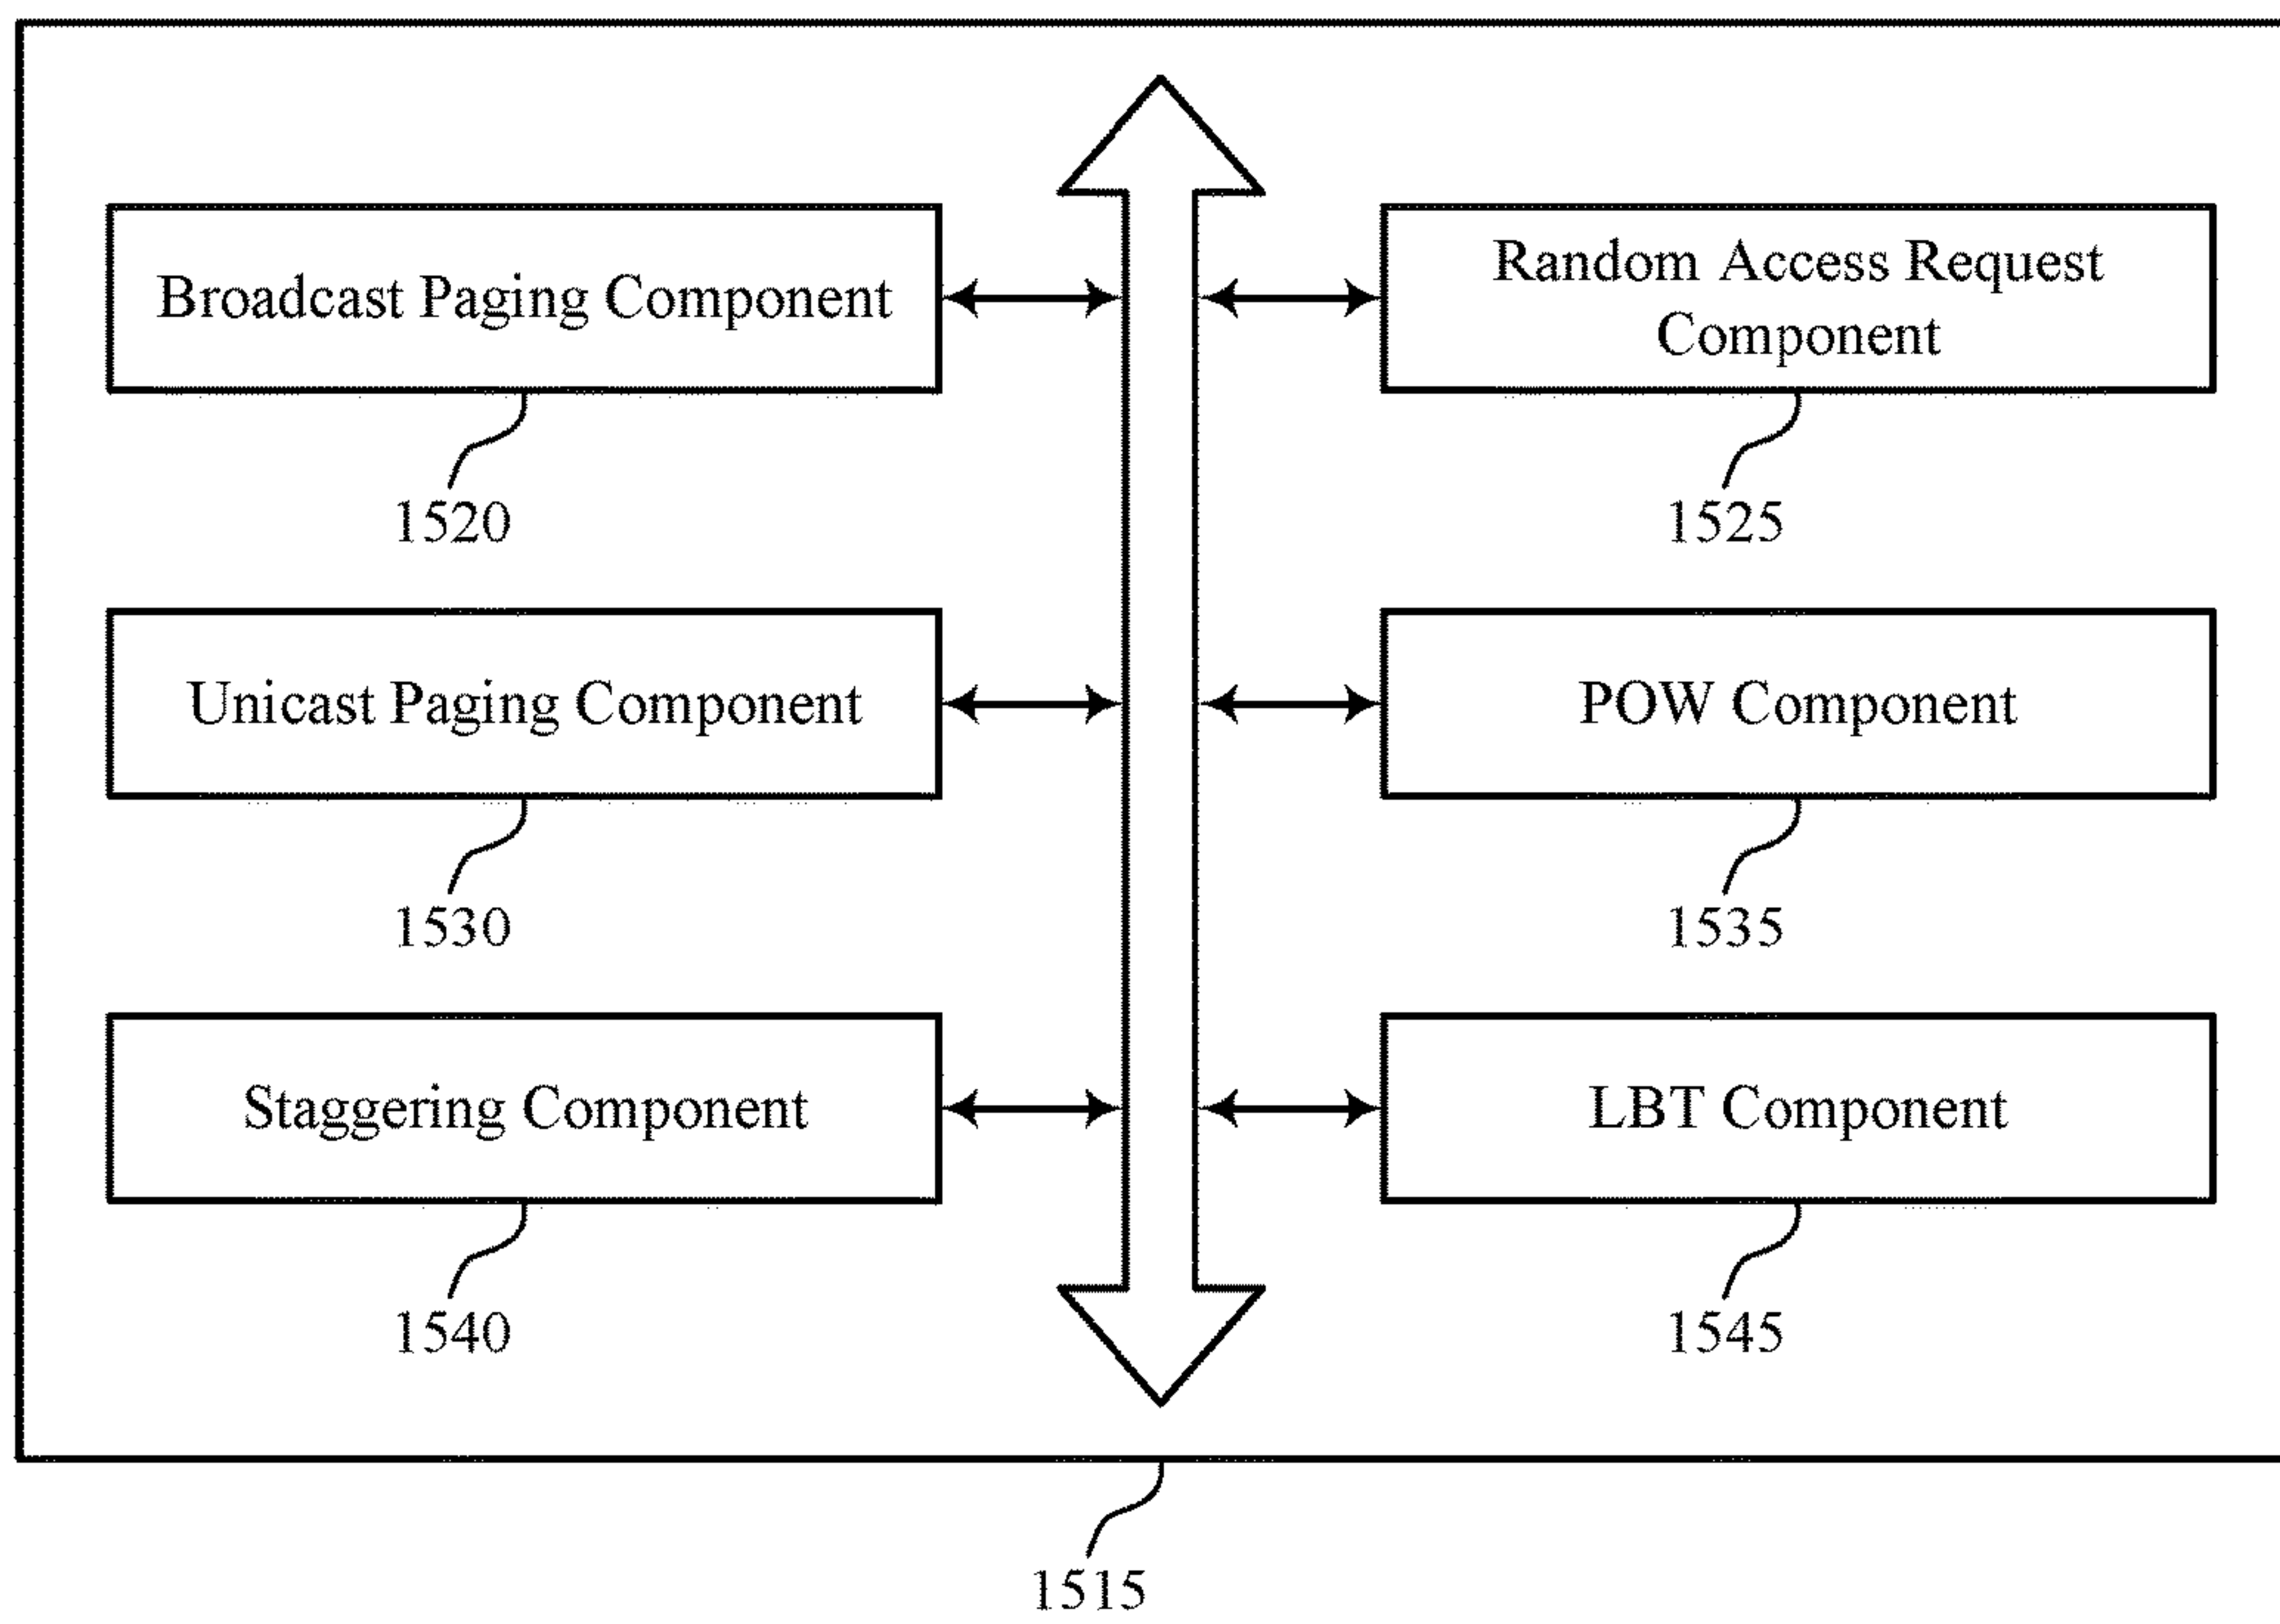 Broadcast Paging Component
Random Access Request
Component
1520
1525
Unicast Paging Component
POW Component
1530
1535
Staggering Component
LBT Component
1540
1545
1515